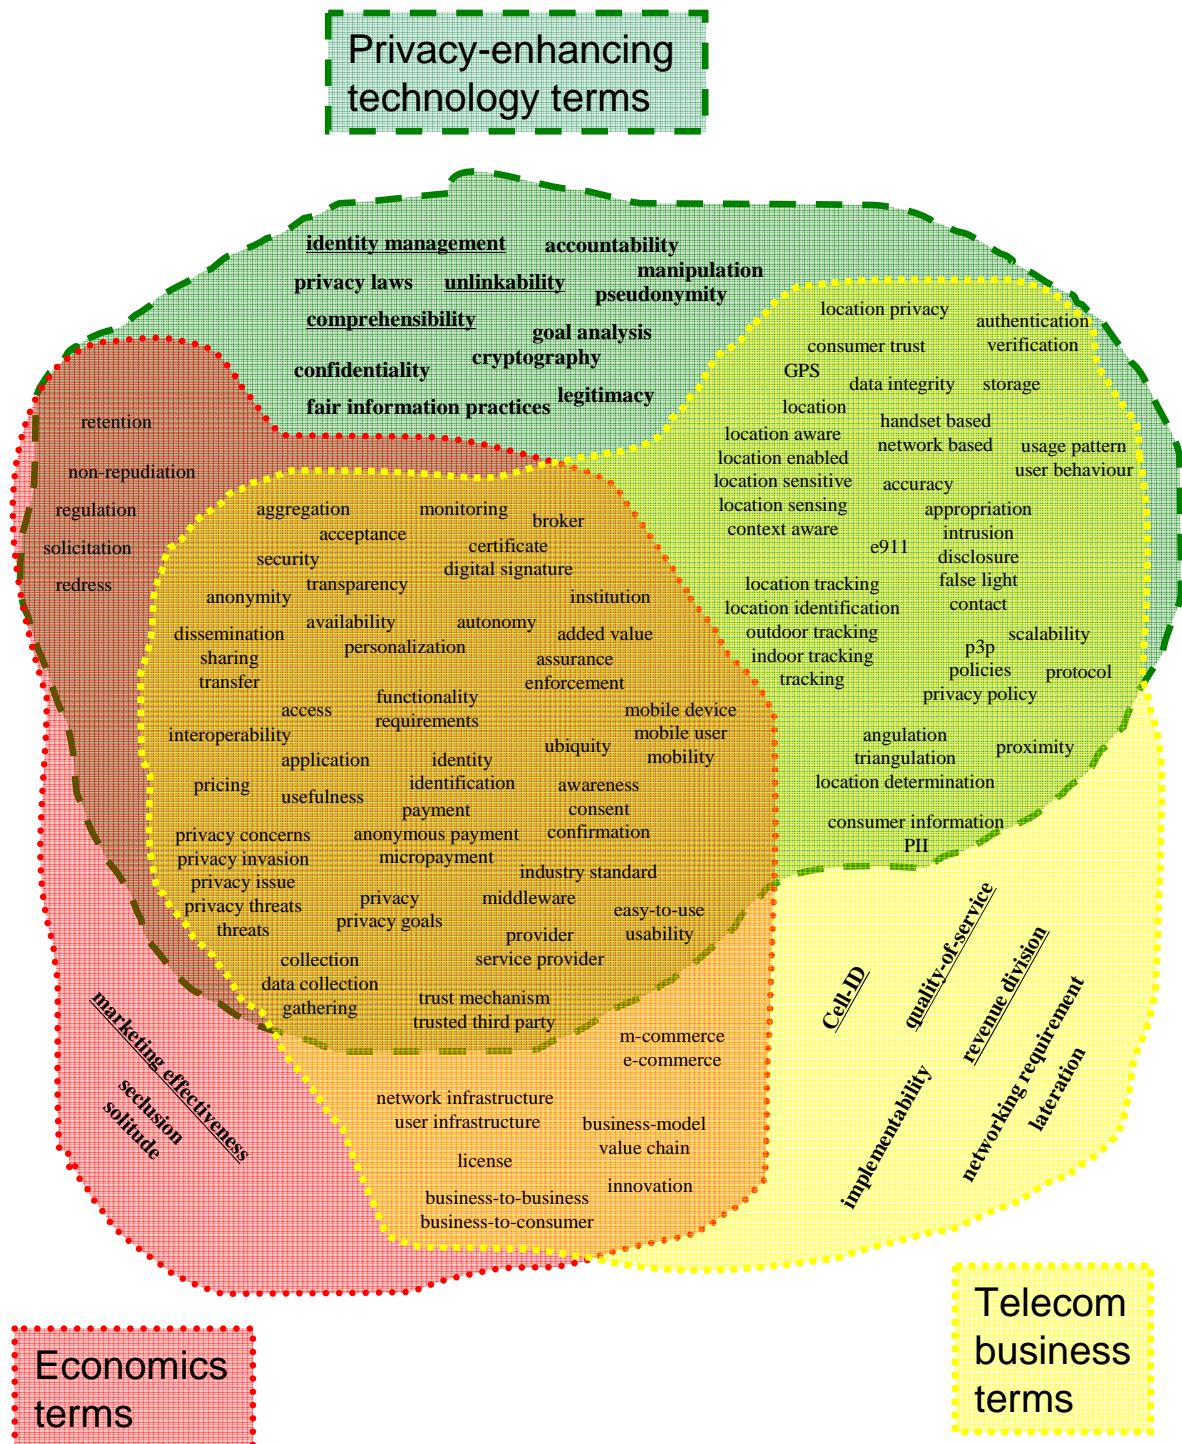 Privacy-enhancing
technology terms
identity management
accountability
manipulation
privacy laws
unlinkability
pseudonymity
comprehensibility
goal analysis
cryptography
confidentiality
legitimacy
fair information practices
location privacy
authentication
verification
consumer trust
GPS
data integrity
storage
location
handset based
network based
location aware
location enabled
location sensitive
location sensing
context aware
usage pattern
user behaviour
accuracy
appropriation
intrusion
disclosure
false light
contact
e911
location tracking
location identification
outdoor tracking
indoor tracking
tracking
scalability
p3p
policies
privacy policy
protocol
angulation
triangulation
location determination
proximity
consumer information
PII
retention
non-repudiation
regulation
solicitation
redress
aggregation
monitoring
broker
acceptance
certificate
digital signature
security
transparency
anonymity
institution
availability
autonomy
personalization
added value
dissemination
sharing
transfer
assurance
enforcement
functionality
requirements
access
mobile device
mobile user
mobility
interoperability
ubiquity
application
identity
identification
pricing
usefulness
awareness
consent
confirmation
payment
anonymous payment
micropayment
privacy concerns
privacy invasion
privacy issue
privacy threats
threats
industry standard
privacy
privacy goals
middleware
easy-to-use
usability
provider
service provider
collection
data collection
gathering
trust mechanism
trusted third party
m-commerce
e-commerce
network infrastructure
user infrastructure
business-model
value chain
license
innovation
business-to-business
business-to-consumer
marketing effectiveness
seclusion
solitude
Cell-ID
quality-of-service
revenue division
implementability
networking requirement
lateration
Economics
terms
Telecom
business
terms